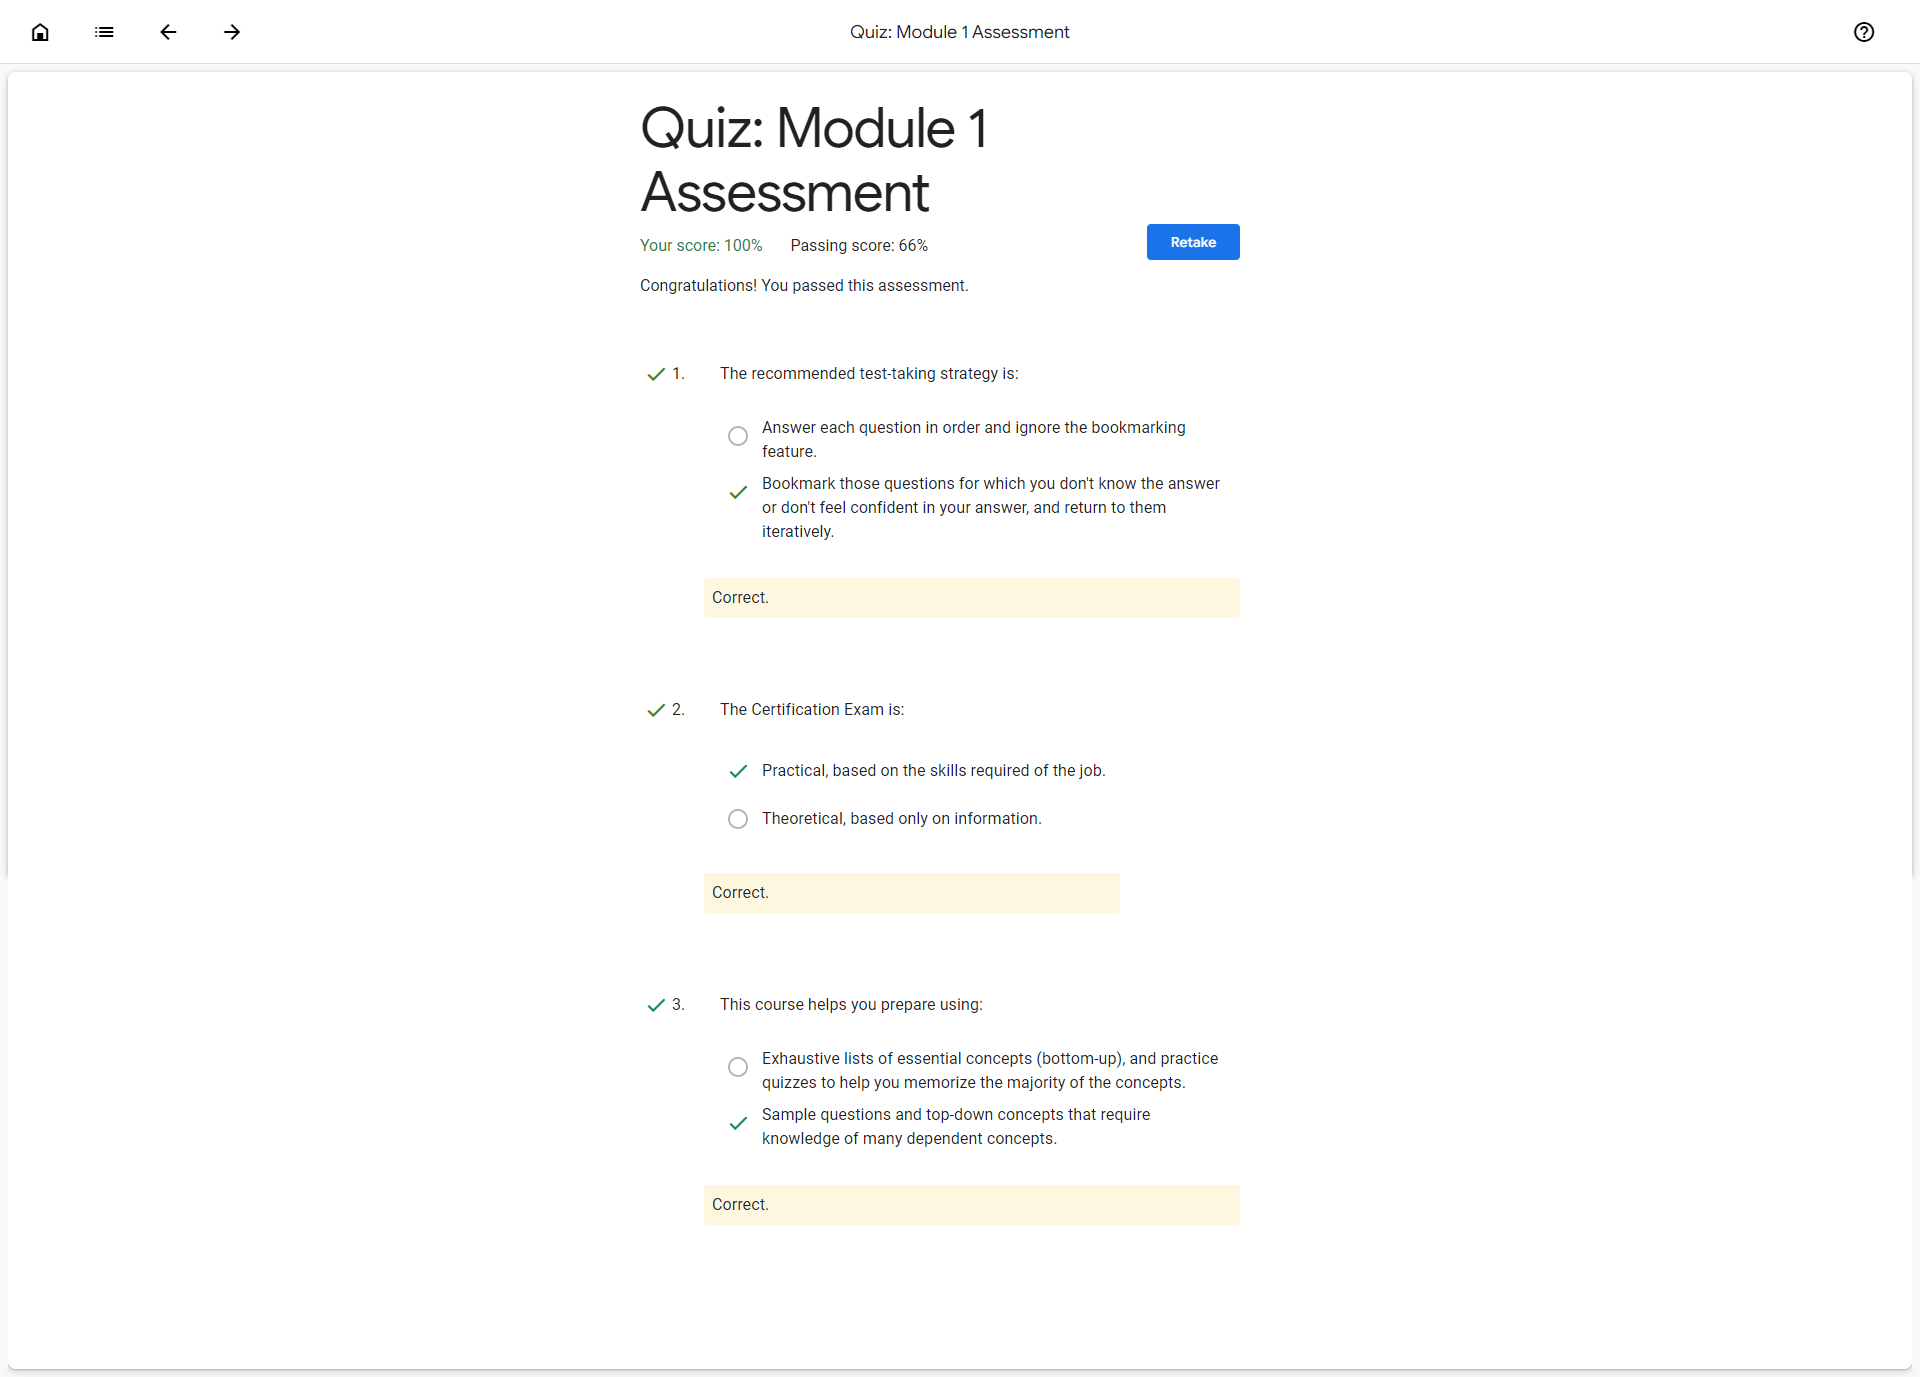 Quiz: Module 1 Assessment
Quiz: Module 1
Assessment
Your score: 100% Passing score: 66%
Retake
Congratulations! You passed this assessment.
1. The recommended test-taking strategy is:
Answer each question in order and ignore the bookmarking
feature.
Bookmark those questions for which you don't know the answer
or don't feel confident in your answer, and return to them
iteratively.
Correct.
2. The Certification Exam is:
Practical, based on the skills required of the job.
Theoretical, based only on information.
Correct.
3. This course helps you prepare using:
Exhaustive lists of essential concepts (bottom-up), and practice
quizzes to help you memorize the majority of the concepts.
Sample questions and top-down concepts that require
knowledge of many dependent concepts.
Correct.